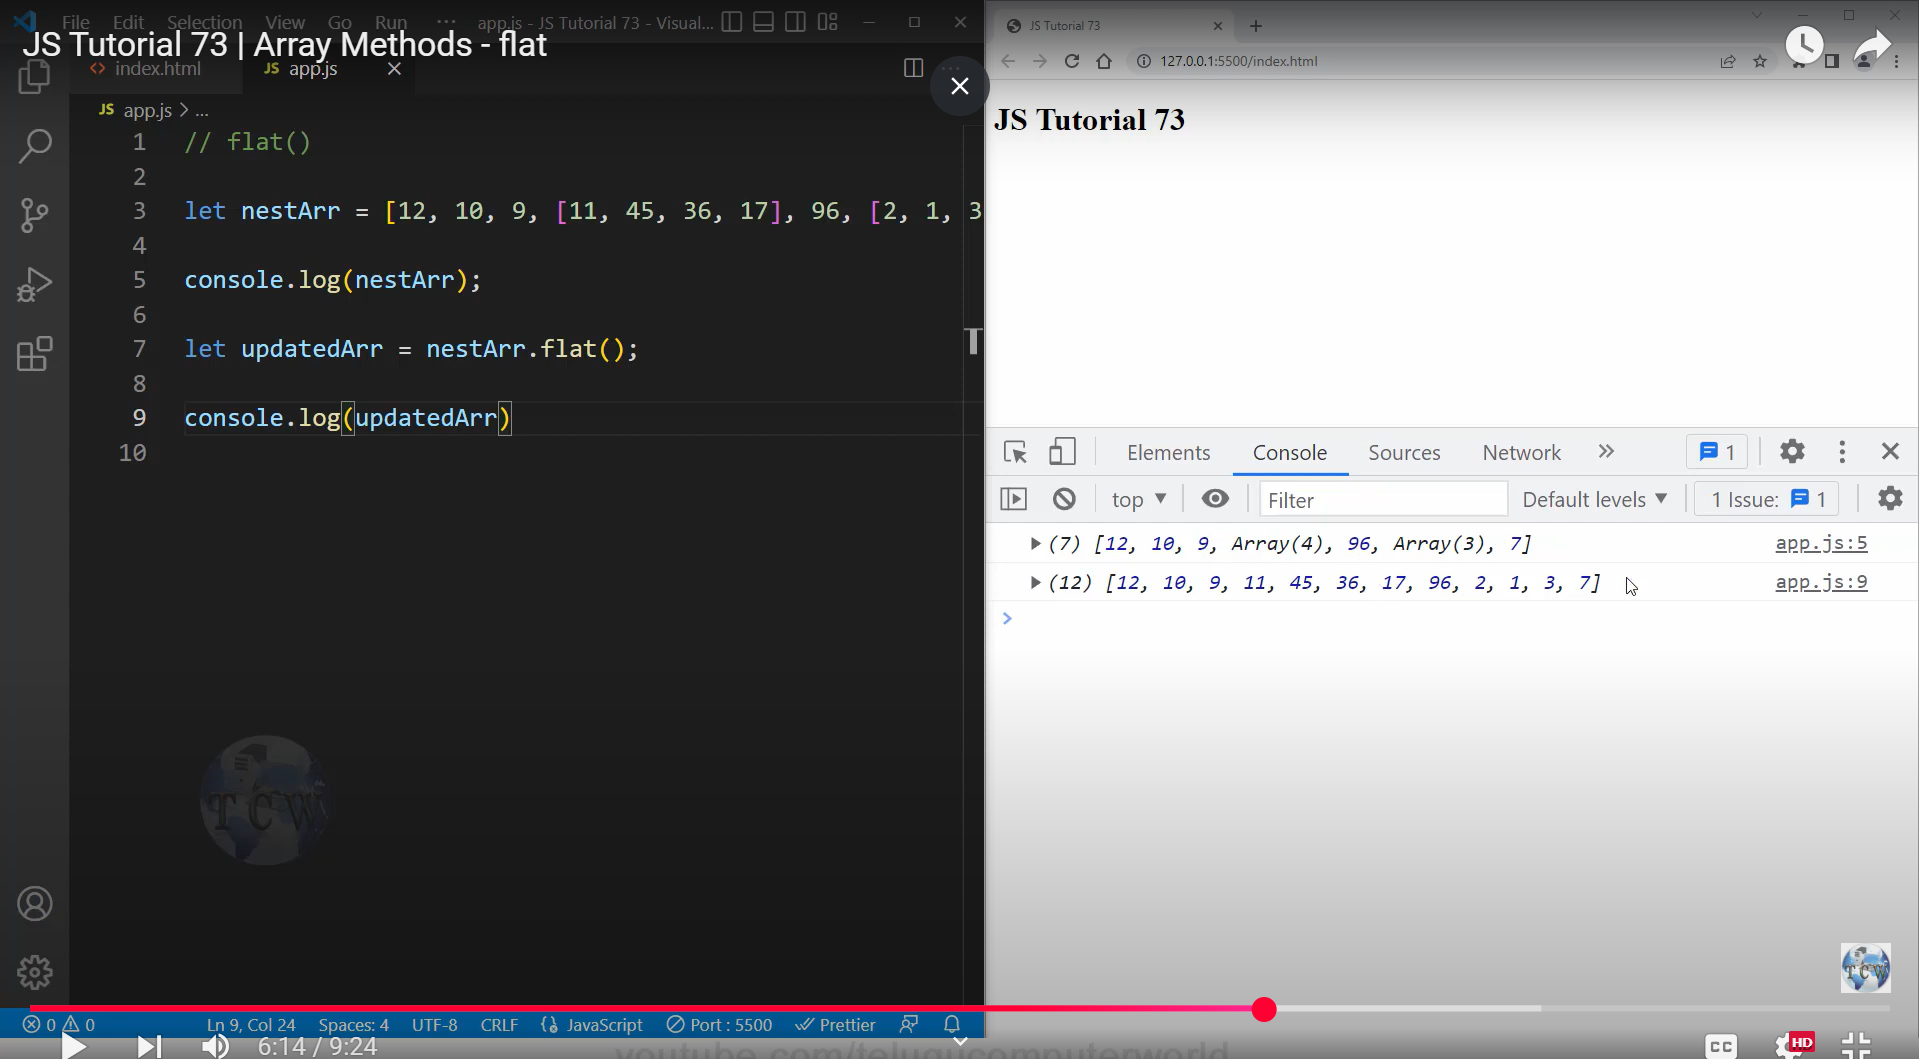 File Edit Selection View Go Run ··· app.js - JS Tutorial 73 - Visual...
JS Tutorial 73 | Array Methods - flat
<> index.html JS app.js
JS app.js > ...
1 // flat()
2
3 let nestArr = [12, 10, 9, [11, 45, 36, 17], 96, [2, 1, 3
4
5 console.log(nestArr);
6
7 let updatedArr = nestArr.flat();
8
9 console.log(updatedArr)
10
TCW
0 0 Ln 9, Col 24 Spaces: 4 UTF-8 CRLF JavaScript Port : 5500 Prettier
6:14 / 9:24
youtube.com/telugucomputerworld
JS Tutorial 73
127.0.0.1:5500/index.html
JS Tutorial 73
Elements Console Sources Network 1
top Filter Default levels 1 Issue: 1
(7) [12, 10, 9, Array(4), 96, Array(3), 7] app.js:5
(12) [12, 10, 9, 11, 45, 36, 17, 96, 2, 1, 3, 7] app.js:9
TCW
CC HD